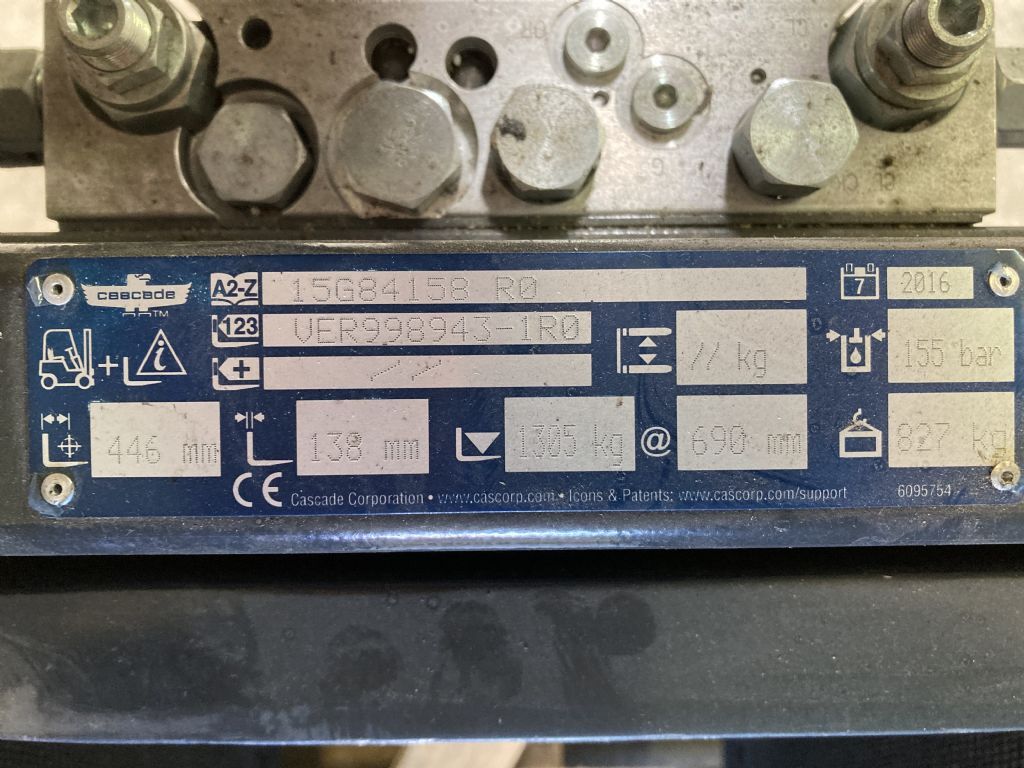 cascade
TM
A2-Z
15G84158 R0
7
2016
123
VER998943-1R0
// kg
155 bar
446 mm
138 mm
1305 kg
@
690 mm
827 kg
CE
Cascade Corporation • www.cascorp.com • Icons & Patents: www.cascorp.com/support
6095754